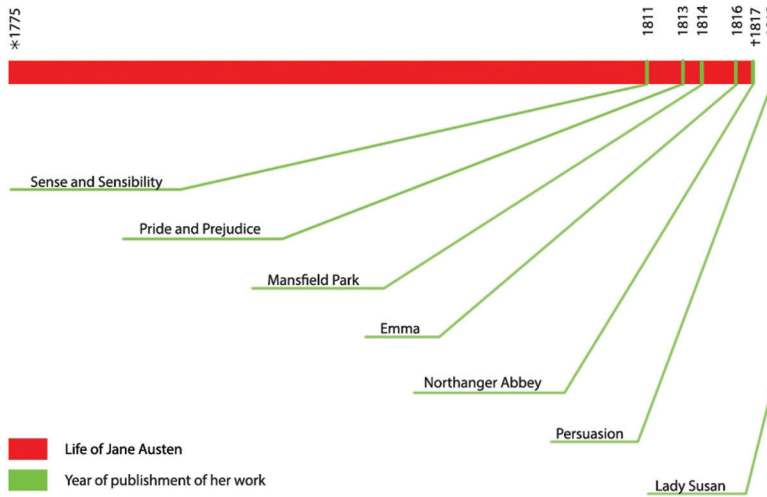 *1775
1811
1813
1814
1816
†1817
Sense and Sensibility
Pride and Prejudice
Mansfield Park
Emma
Northanger Abbey
Persuasion
Lady Susan
Life of Jane Austen
Year of publishment of her work